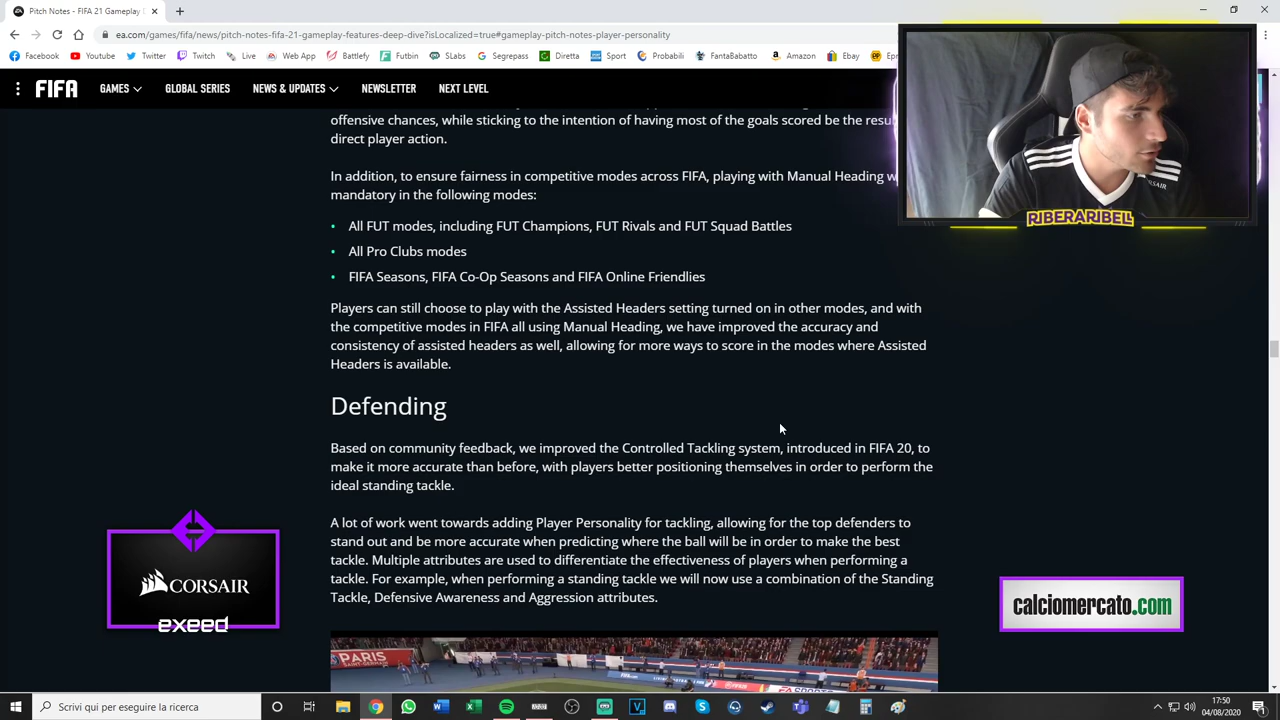 Pitch Notes - FIFA 21 Gameplay D
ea.com/games/fifa/news/pitch-notes-fifa-21-gameplay-features-deep-dive?isLocalized=true#gameplay-pitch-notes-player-personality
Facebook Youtube Twitter Twitch Leg SM Web App Battlefy Futbin SLabs Segrepass Diretta Sport Probabili FantaBabatto Amazon Ebay
FIFA GAMES GLOBAL SERIES NEWS & UPDATES NEWSLETTER NEXT LEVEL
offensive chances, while sticking to the intention of having most of the goals scored be the
direct player action.
In addition, to ensure fairness in competitive modes across FIFA, playing with Manual Heading
mandatory in the following modes:
• All FUT modes, including FUT Champions, FUT Rivals and FUT Squad Battles
• All Pro Clubs modes
• FIFA Seasons, FIFA Co-Op Seasons and FIFA Online Friendlies
Players can still choose to play with the Assisted Headers setting turned on in other modes, and with
the competitive modes in FIFA all using Manual Heading, we have improved the accuracy and
consistency of assisted headers as well, allowing for more ways to score in the modes where Assisted
Headers is available.
Defending
Based on community feedback, we improved the Controlled Tackling system, introduced in FIFA 20, to
make it more accurate than before, with players better positioning themselves in order to perform the
ideal standing tackle.
A lot of work went towards adding Player Personality for tackling, allowing for the top defenders to
stand out and be more accurate when predicting where the ball will be in order to make the best
tackle. Multiple attributes are used to differentiate the effectiveness of players when performing a
tackle. For example, when performing a standing tackle we will now use a combination of the Standing
Tackle, Defensive Awareness and Aggression attributes.
PARIS
SAINT-GERMAIN
RIBERARIBELL
CORSAIR
CORSAIR
exeed
calciomercato.com
Scrivi qui per eseguire la ricerca
17:50
04/08/2020